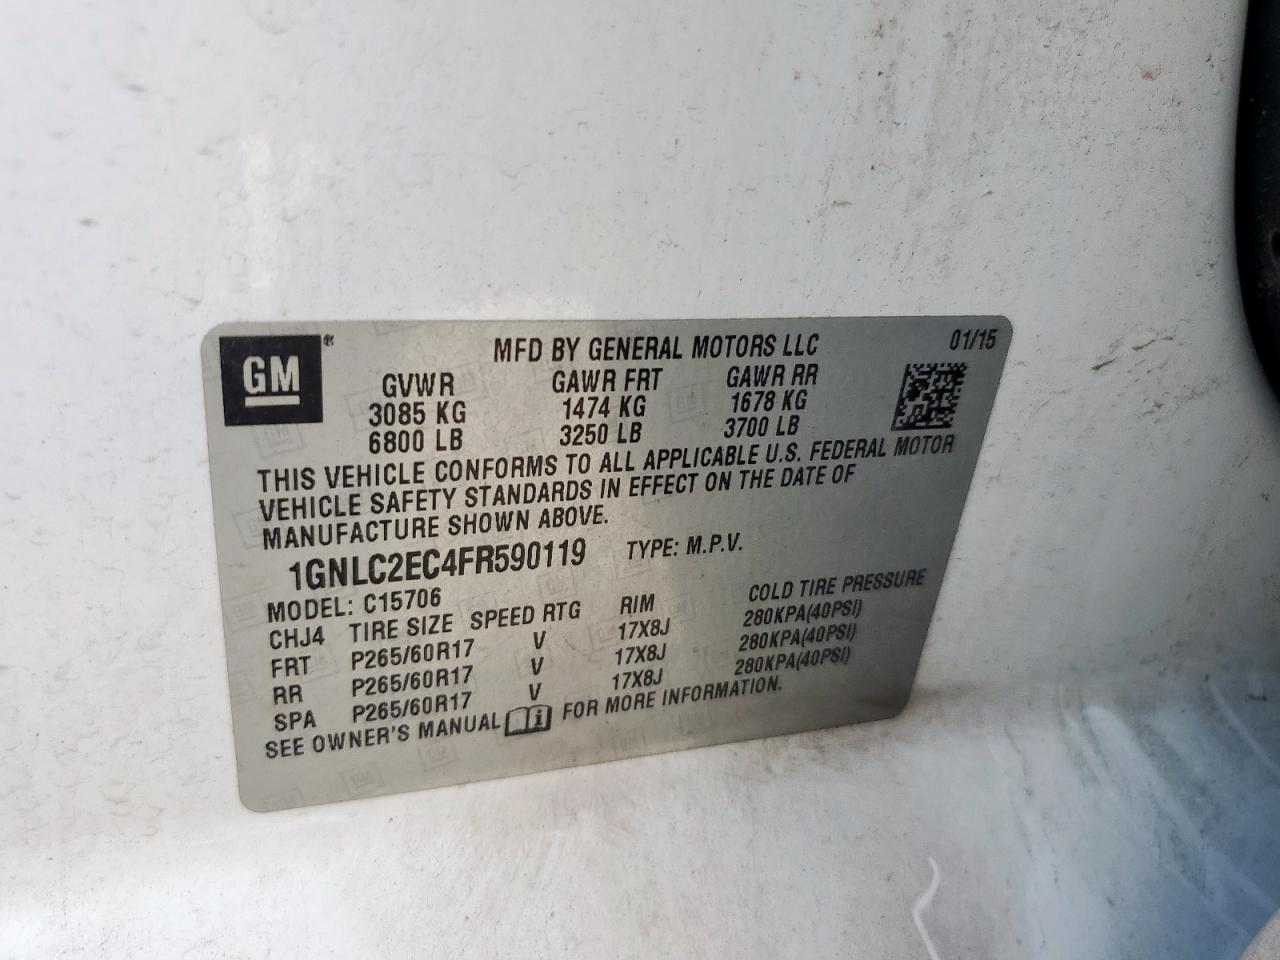 GM® MFD BY GENERAL MOTORS LLC 01/15
GVWR GAWR FRT GAWR RR
3085 KG 1474 KG 1678 KG
6800 LB 3250 LB 3700 LB
THIS VEHICLE CONFORMS TO ALL APPLICABLE U.S. FEDERAL MOTOR
VEHICLE SAFETY STANDARDS IN EFFECT ON THE DATE OF
MANUFACTURE SHOWN ABOVE.
1GNLC2EC4FR590119 TYPE: M.P.V.
MODEL: C15706
CHJ4 TIRE SIZE SPEED RTG RIM COLD TIRE PRESSURE
FRT P265/60R17 V 17X8J 280KPA(40PSI)
RR P265/60R17 V 17X8J 280KPA(40PSI)
SPA P265/60R17 V 17X8J 280KPA(40PSI)
SEE OWNER'S MANUAL FOR MORE INFORMATION.